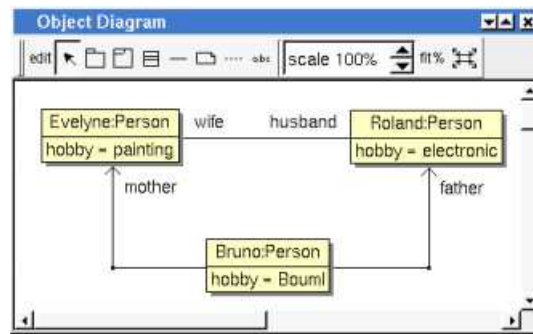 Object Diagram
edit abc scale 100% fit%
Evelyne:Person wife husband Roland:Person
hobby = painting hobby = electronic
mother father
Bruno:Person
hobby = Bouml